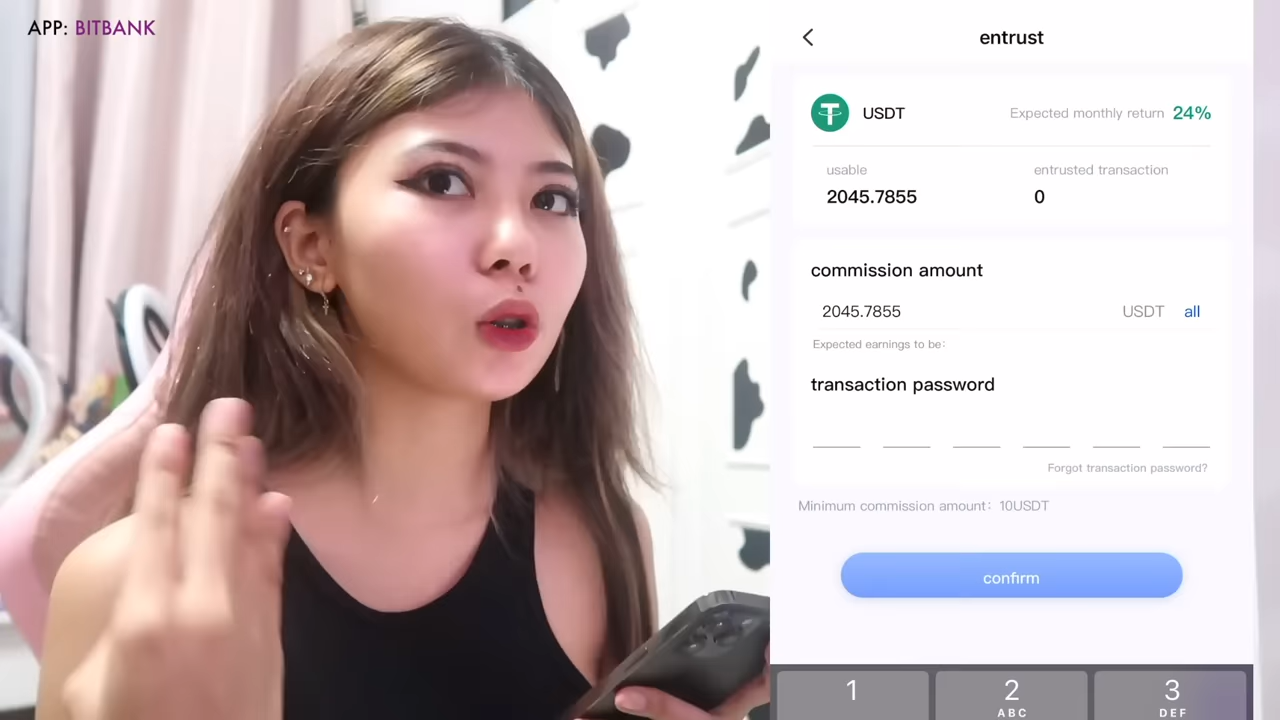 APP: BITBANK
entrust
USDT
Expected monthly return 24%
usable
entrusted transaction
2045.7855
0
commission amount
2045.7855
USDT all
Expected earnings to be:
transaction password
Forgot transaction password?
Minimum commission amount: 10USDT
confirm
1
2
3
ABC
DEF